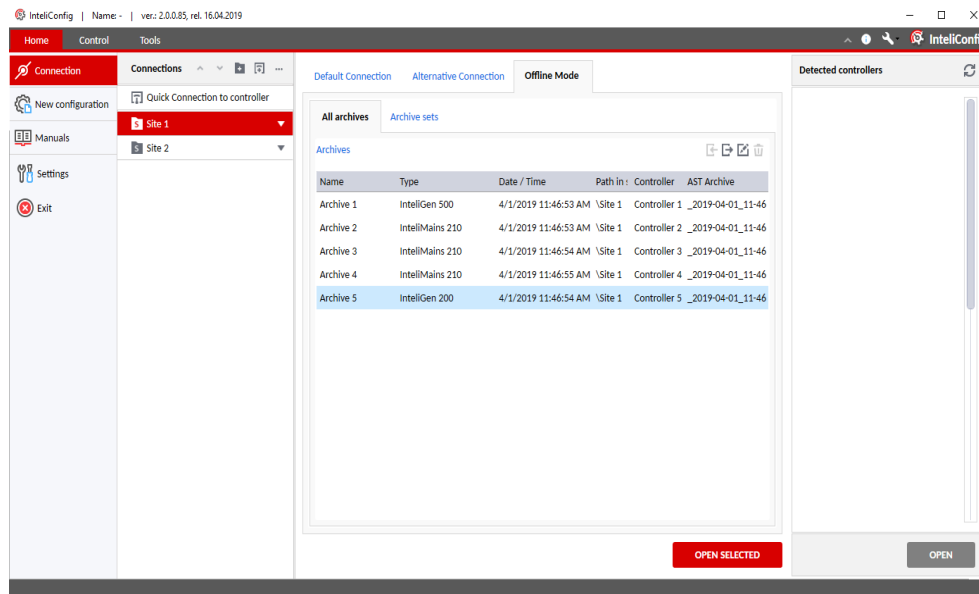 InteliConfig | Name: - | ver.: 2.0.0.85, rel. 16.04.2019
Home Control Tools
InteliConfi
Connection
New configuration
Manuals
Settings
Exit
Connections
Quick Connection to controller
S Site 1
S Site 2
Default Connection Alternative Connection Offline Mode
All archives Archive sets
Archives
Name Type Date / Time Path in s Controller AST Archive
Archive 1 InteliGen 500 4/1/2019 11:46:53 AM \Site 1 Controller 1 _2019-04-01_11-46
Archive 2 InteliMains 210 4/1/2019 11:46:53 AM \Site 1 Controller 2 _2019-04-01_11-46
Archive 3 InteliMains 210 4/1/2019 11:46:54 AM \Site 1 Controller 3 _2019-04-01_11-46
Archive 4 InteliMains 210 4/1/2019 11:46:55 AM \Site 1 Controller 4 _2019-04-01_11-46
Archive 5 InteliGen 200 4/1/2019 11:46:54 AM \Site 1 Controller 5 _2019-04-01_11-46
OPEN SELECTED
Detected controllers
OPEN